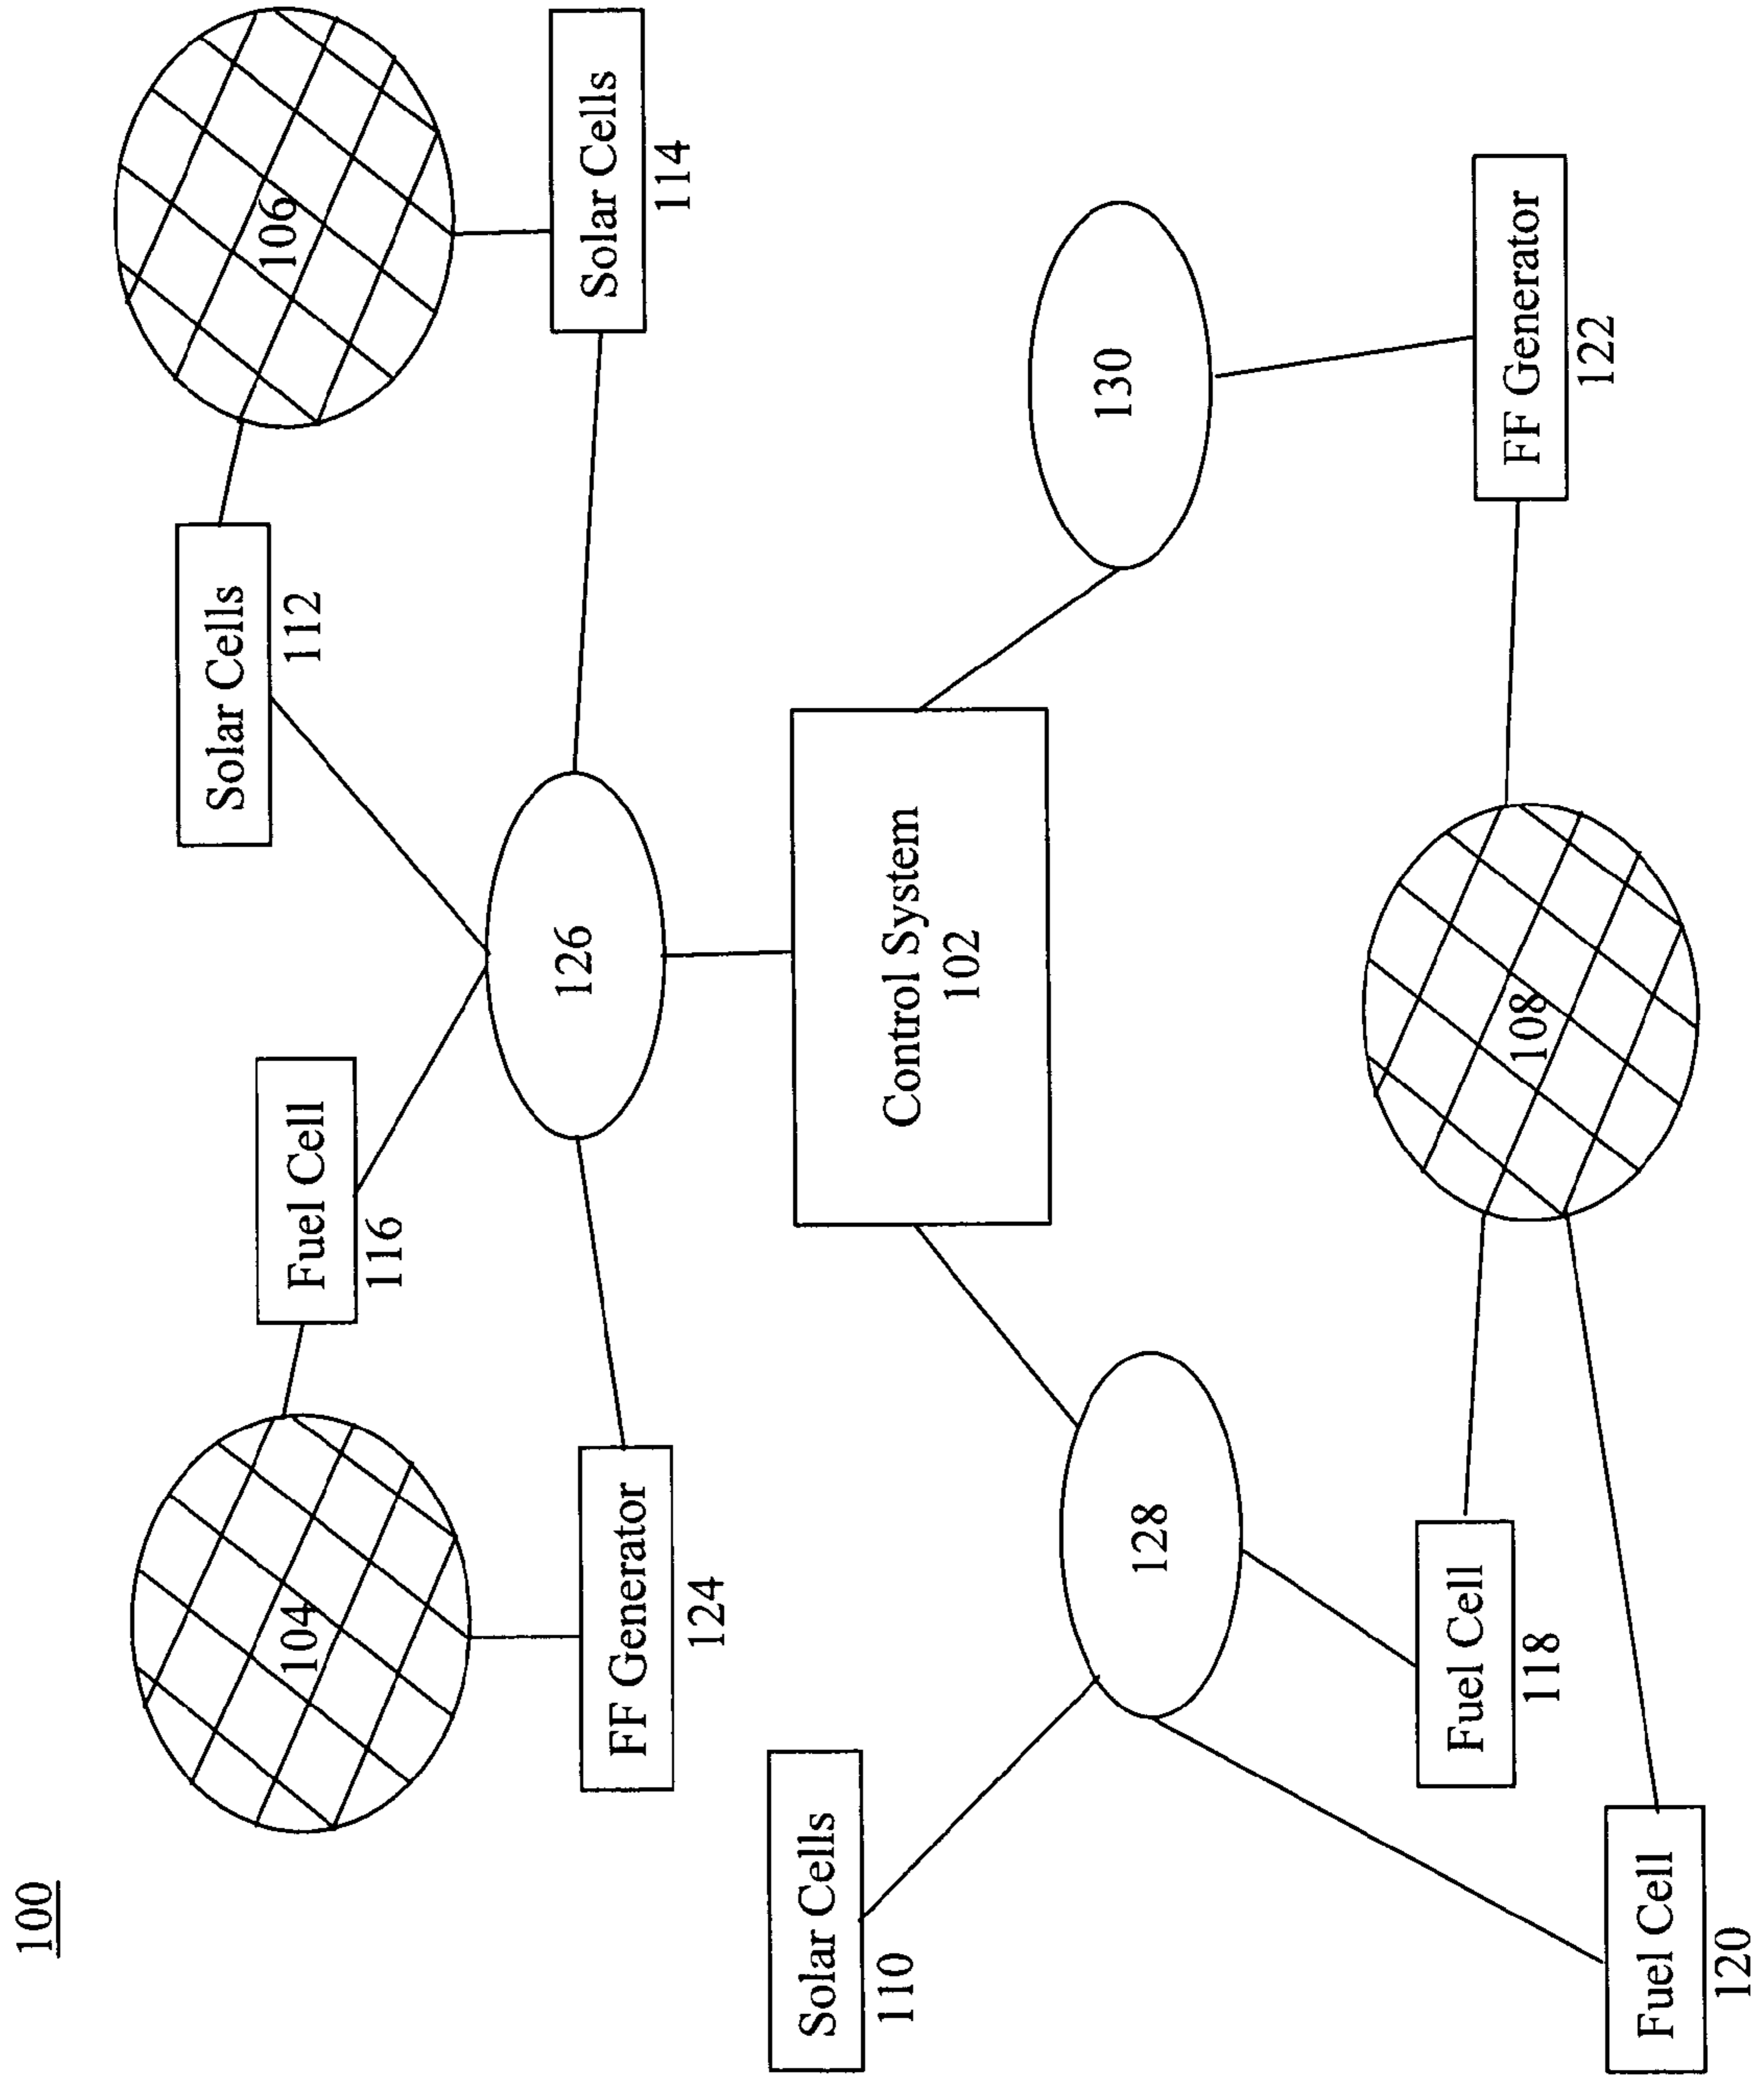 100
104
Fuel Cell
116
Solar Cells
112
106
FF Generator
124
126
Solar Cells
114
Solar Cells
110
Control System
102
128
130
Fuel Cell
118
Fuel Cell
120
108
FF Generator
122